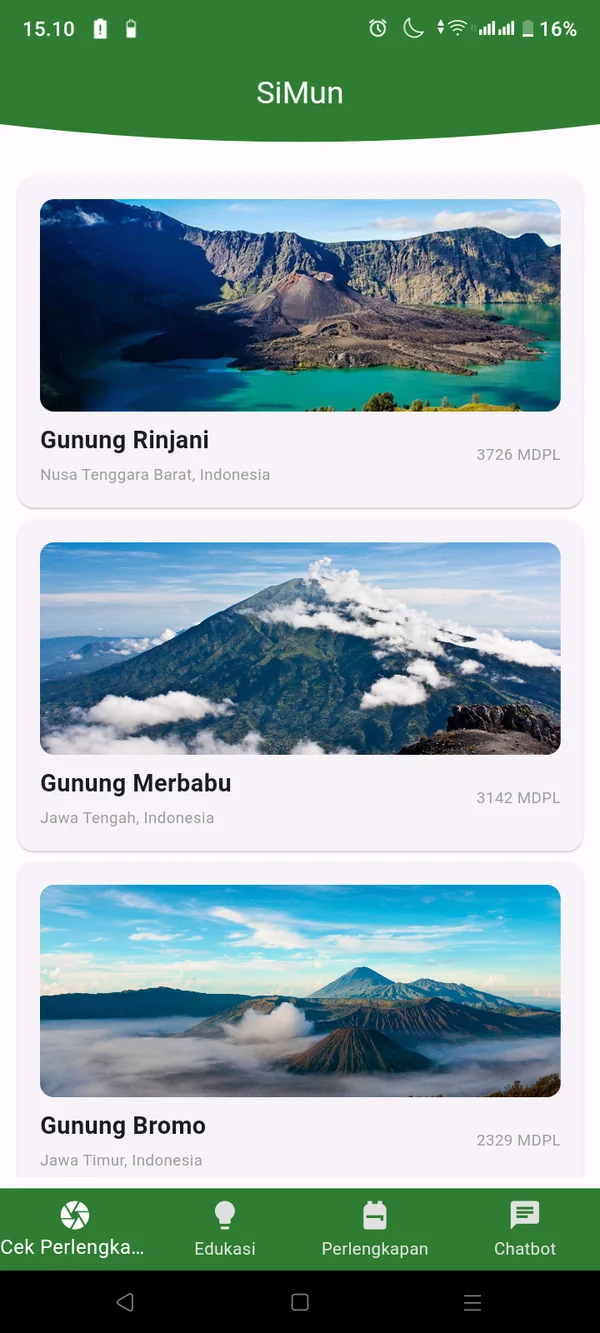 15.10 16%
SiMun
Gunung Rinjani
3726 MDPL
Nusa Tenggara Barat, Indonesia
Gunung Merbabu
3142 MDPL
Jawa Tengah, Indonesia
Gunung Bromo
2329 MDPL
Jawa Timur, Indonesia
Cek Perlengka... Edukasi Perlengkapan Chatbot